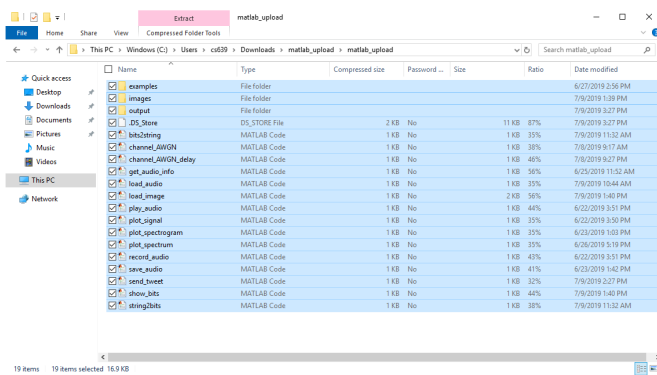 Extract matlab_upload
File Home Share View Compressed Folder Tools
This PC > Windows (C:) > Users > cs639 > Downloads > matlab_upload > matlab_upload Search matlab_upload
Name Type Compressed size Password ... Size Ratio Date modified
Quick access
Desktop
Downloads
Documents
Pictures
Music
Videos
This PC
Network
examples File folder 6/27/2019 2:56 PM
images File folder 7/9/2019 1:39 PM
output File folder 7/9/2019 3:27 PM
.DS_Store DS_STORE File 2 KB No 11 KB 87% 7/9/2019 3:27 PM
bits2string MATLAB Code 1 KB No 1 KB 35% 7/9/2019 11:32 AM
channel_AWGN MATLAB Code 1 KB No 1 KB 38% 7/8/2019 9:17 AM
channel_AWGN_delay MATLAB Code 1 KB No 1 KB 46% 7/8/2019 9:27 PM
get_audio_info MATLAB Code 1 KB No 1 KB 56% 6/25/2019 11:52 AM
load_audio MATLAB Code 1 KB No 1 KB 35% 7/9/2019 10:44 AM
load_image MATLAB Code 1 KB No 2 KB 56% 7/9/2019 1:40 PM
play_audio MATLAB Code 1 KB No 1 KB 44% 6/22/2019 3:51 PM
plot_signal MATLAB Code 1 KB No 1 KB 35% 6/22/2019 3:50 PM
plot_spectrogram MATLAB Code 1 KB No 1 KB 35% 6/23/2019 1:03 PM
plot_spectrum MATLAB Code 1 KB No 1 KB 35% 6/26/2019 5:19 PM
record_audio MATLAB Code 1 KB No 1 KB 43% 6/22/2019 3:51 PM
save_audio MATLAB Code 1 KB No 1 KB 41% 6/23/2019 1:42 PM
send_tweet MATLAB Code 1 KB No 1 KB 32% 7/9/2019 2:27 PM
show_bits MATLAB Code 1 KB No 1 KB 44% 7/9/2019 1:40 PM
string2bits MATLAB Code 1 KB No 1 KB 38% 7/9/2019 11:32 AM
19 items 19 items selected 16.9 KB